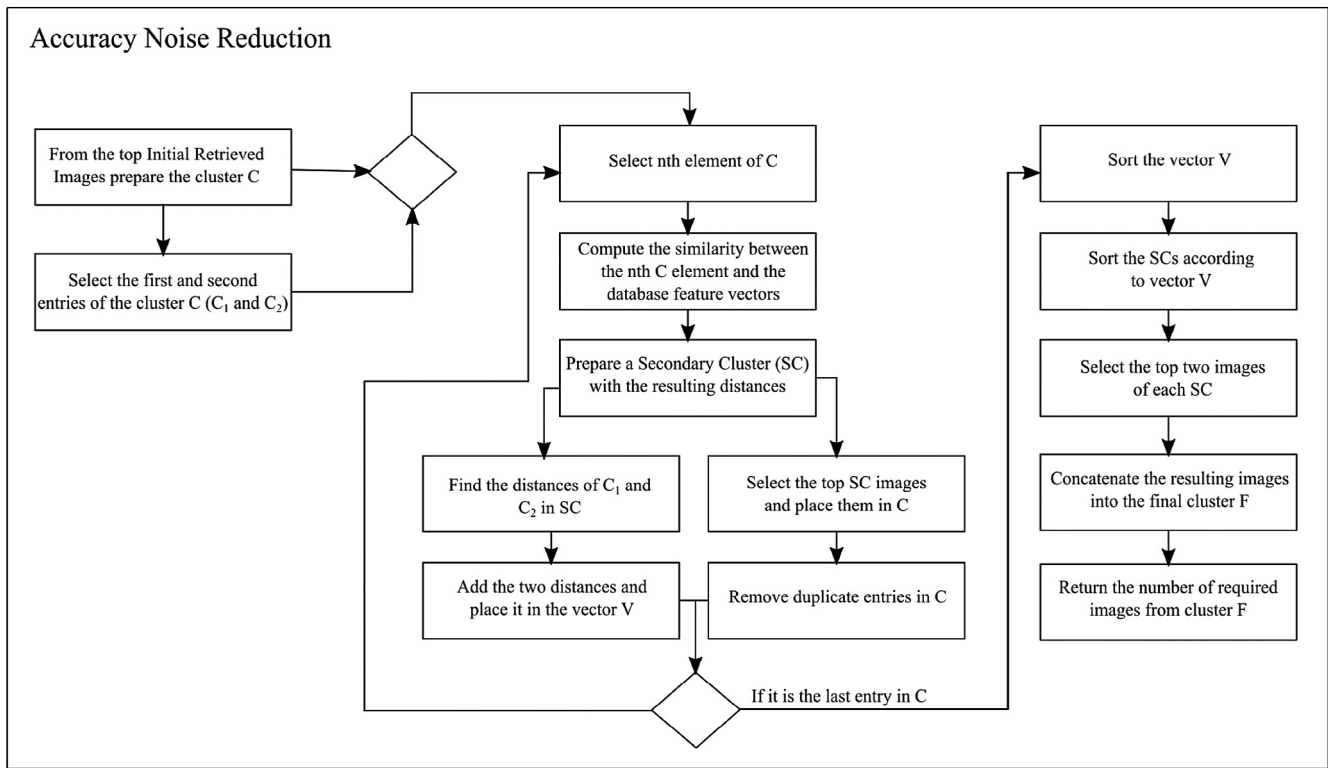 Accuracy Noise Reduction
From the top Initial Retrieved
Images prepare the cluster C
Select the first and second
entries of the cluster C (C₁ and C₂)
Select nth element of C
Compute the similarity between
the nth C element and the
database feature vectors
Prepare a Secondary Cluster (SC)
with the resulting distances
Find the distances of C₁ and
C₂ in SC
Add the two distances and
place it in the vector V
Select the top SC images
and place them in C
Remove duplicate entries in C
If it is the last entry in C
Sort the vector V
Sort the SCs according
to vector V
Select the top two images
of each SC
Concatenate the resulting images
into the final cluster F
Return the number of required
images from cluster F